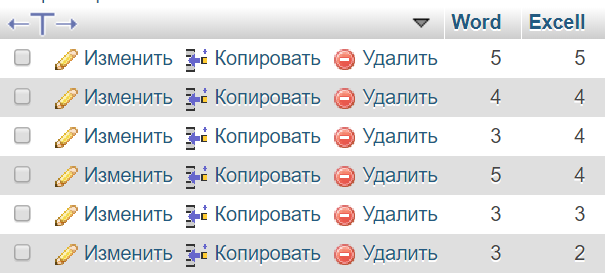 Word Excell
Изменить Копировать Удалить 5 5
Изменить Копировать Удалить 4 4
Изменить Копировать Удалить 3 4
Изменить Копировать Удалить 5 4
Изменить Копировать Удалить 3 3
Изменить Копировать Удалить 3 2